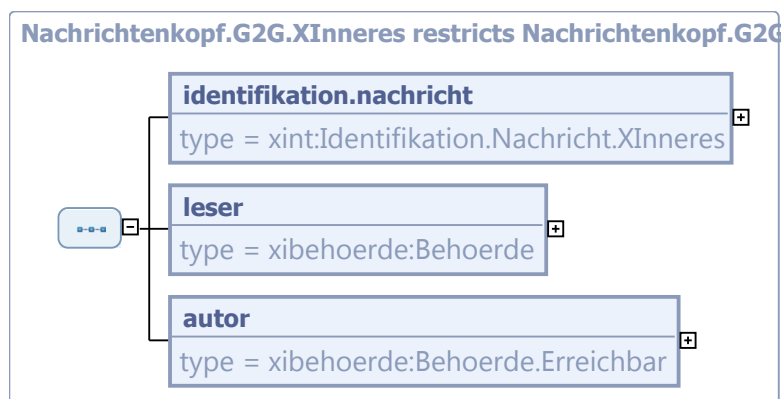 Nachrichtenkopf.G2G.XInneres restricts Nachrichtenkopf.G2G
identifikation.nachricht
type = xint:Identifikation.Nachricht.XInneres
leser
type = xibehoerde:Behoerde
autor
type = xibehoerde:Behoerde.Erreichbar